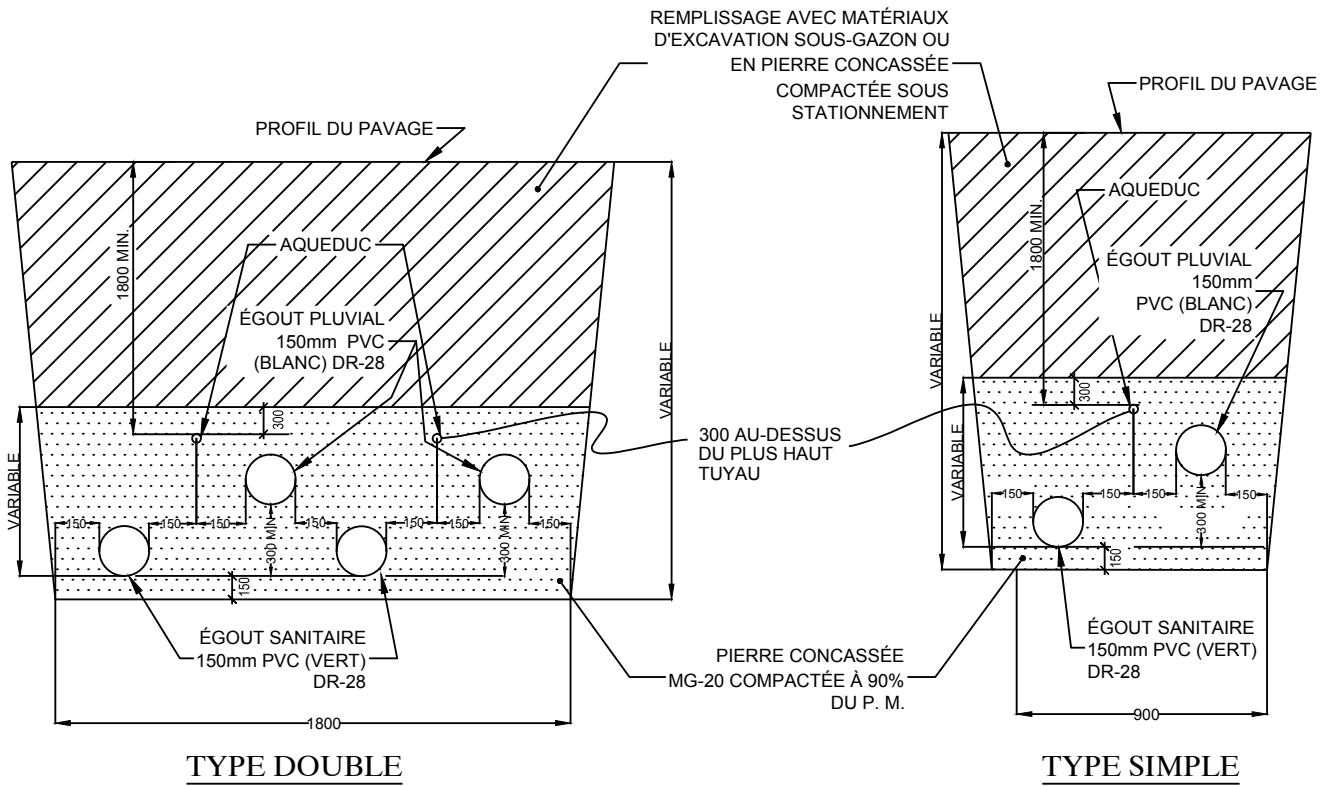 REMPLISSAGE AVEC MATÉRIAUX
D'EXCAVATION SOUS-GAZON OU
EN PIERRE CONCASSÉE
COMPACTÉE SOUS
STATIONNEMENT
PROFIL DU PAVAGE
PROFIL DU PAVAGE
1800 MIN.
AQUEDUC
ÉGOUT PLUVIAL
150mm PVC
(BLANC) DR-28
VARIABLE
VARIABLE
300
150
150
150
150
150
150
150
150
300 MIN
300 MIN
150
ÉGOUT SANITAIRE
150mm PVC (VERT)
DR-28
1800
TYPE DOUBLE
300 AU-DESSUS
DU PLUS HAUT
TUYAU
PIERRE CONCASSÉE
MG-20 COMPACTÉE À 90%
DU P. M.
1800 MIN.
AQUEDUC
ÉGOUT PLUVIAL
150mm
PVC (BLANC)
DR-28
VARIABLE
VARIABLE
300
150
150
150
150
300 MIN
150
ÉGOUT SANITAIRE
150mm PVC (VERT)
DR-28
900
TYPE SIMPLE